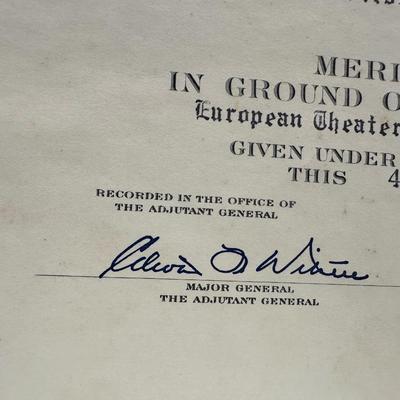 MERI
IN GROUND O
European Theater
GIVEN UNDER
THIS 4
RECORDED IN THE OFFICE OF
THE ADJUTANT GENERAL
MAJOR GENERAL
THE ADJUTANT GENERAL